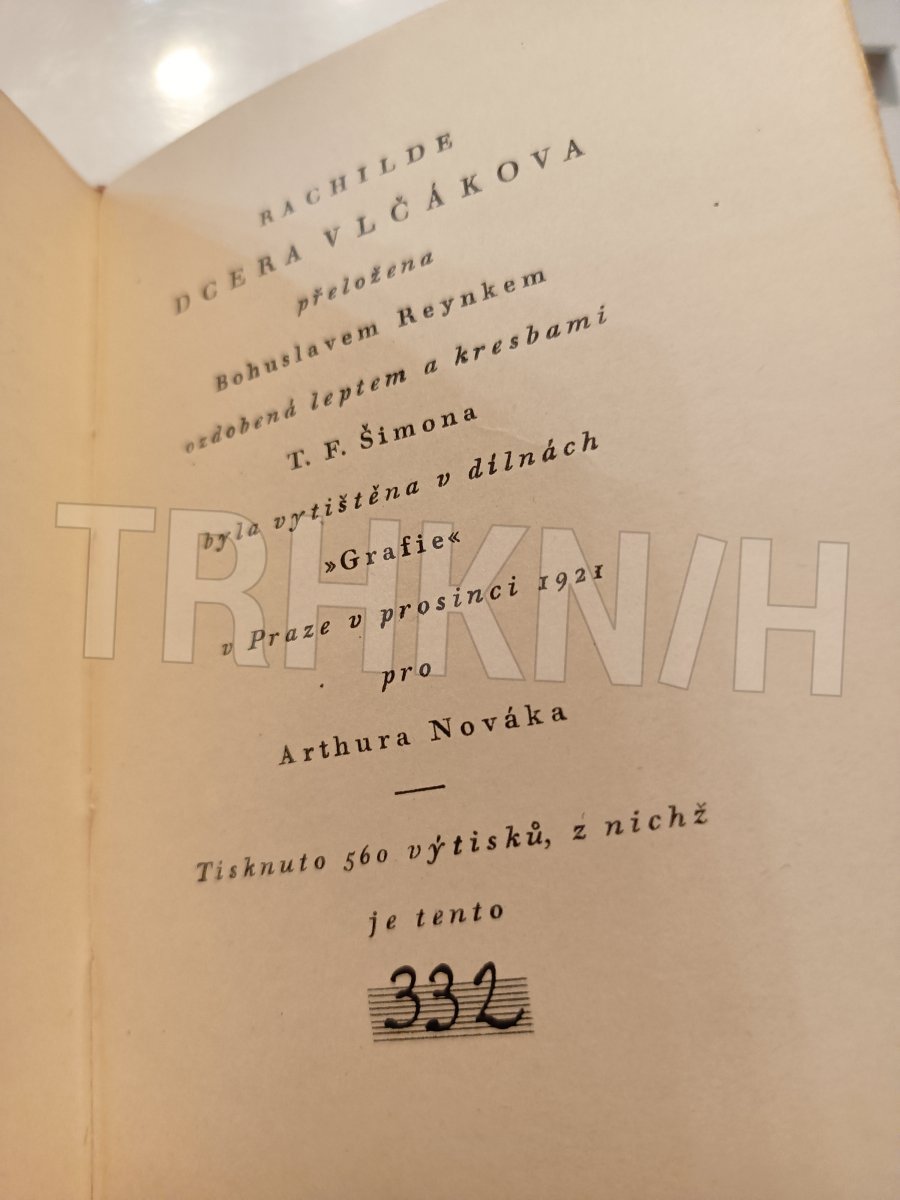 RACHILDE
DCERA VLČÁKOVA
přeložena
Bohuslavem Reynkem
ozdobená leptem a kresbami
T. F. Šimona
byla vytištěna v dílnách
»Grafie«
v Praze v prosinci 1921
pro
Arthura Nováka
Tisknuto 560 výtisků, z nichž
je tento
332
TRHKN/H